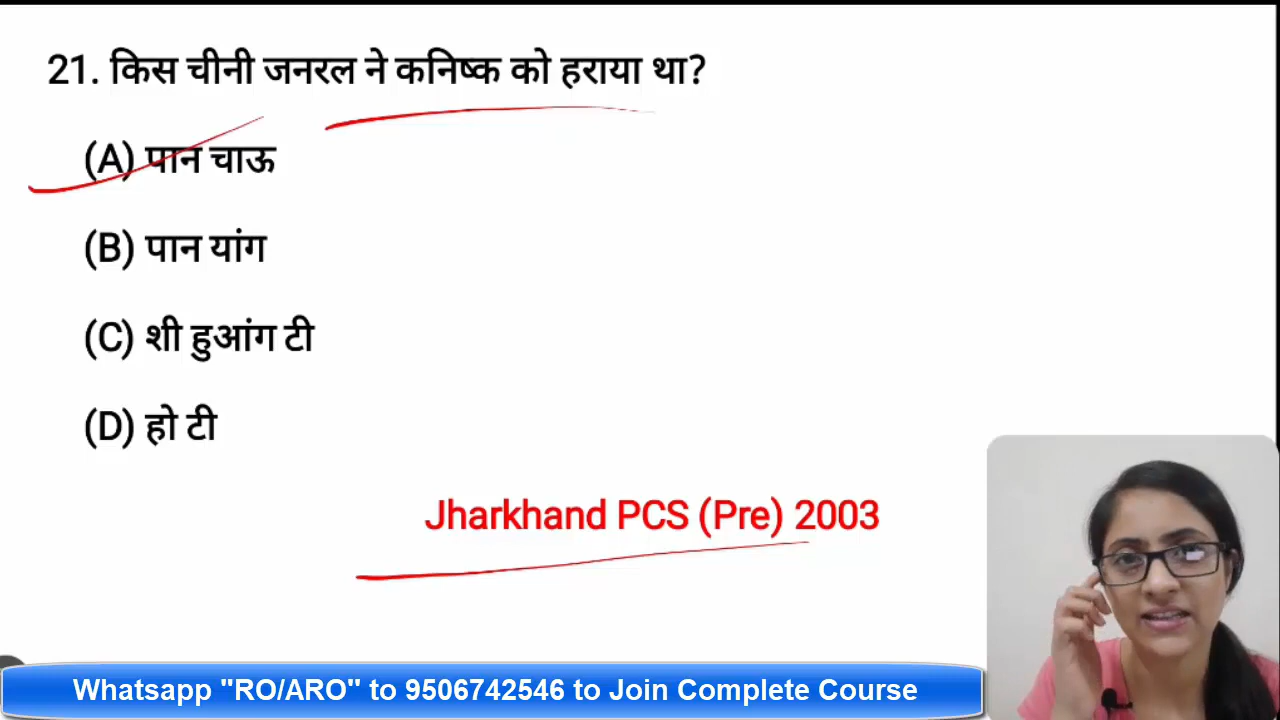 21. किस चीनी जनरल ने कनिष्क को हराया था?
(A) पान चाऊ
(B) पान यांग
(C) शी हुआंग टी
(D) हो टी
Jharkhand PCS (Pre) 2003
Whatsapp "RO/ARO" to 9506742546 to Join Complete Course